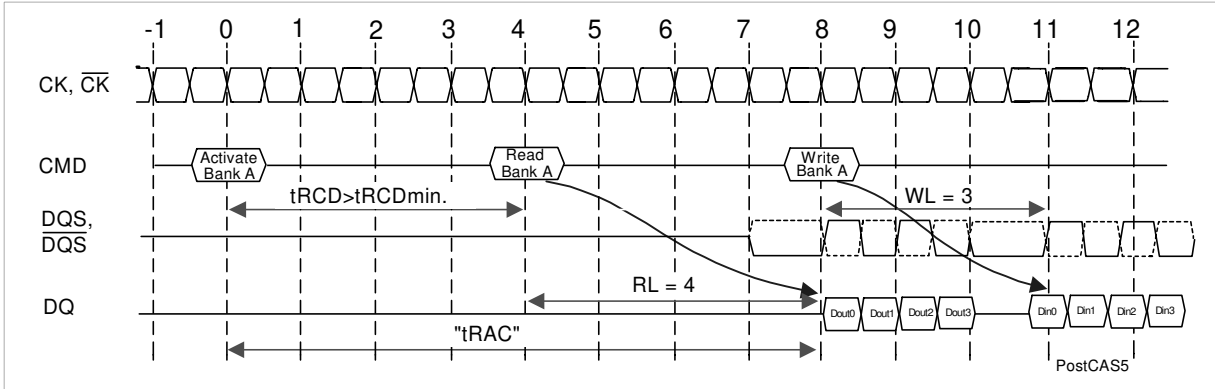 -1 0 1 2 3 4 5 6 7 8 9 10 11 12
CK, CK
CMD
Activate
Bank A
Read
Bank A
Write
Bank A
tRCD>tRCDmin.
WL = 3
DQS,
DQS
RL = 4
DQ
Dout0 Dout1 Dout2 Dout3
Din0 Din1 Din2 Din3
"tRAC"
PostCAS5